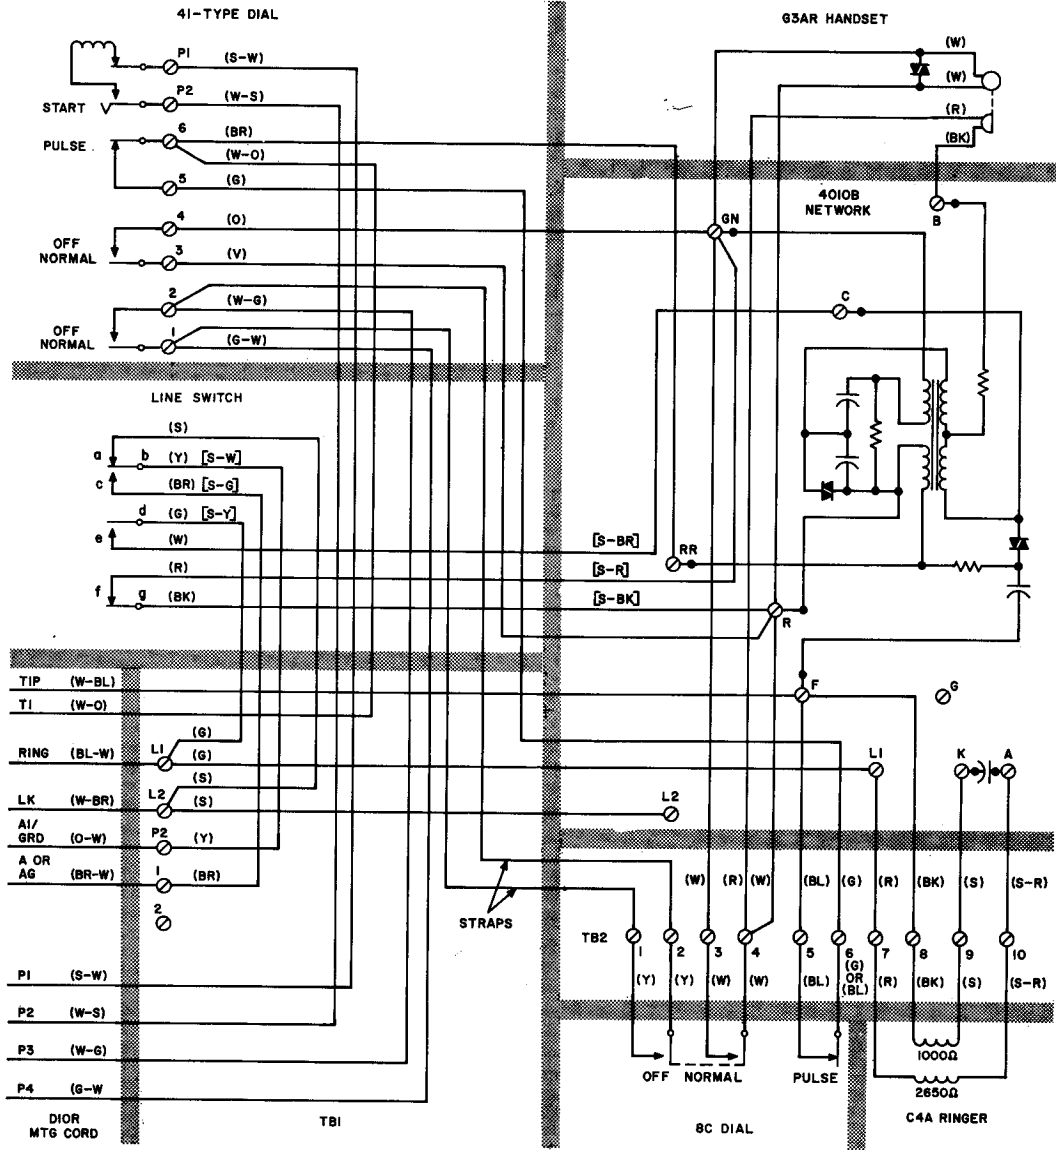 41-TYPE DIAL
G3AR HANDSET
P1 (S-W)
P2 (W-S)
START
6 (BR)
PULSE
(W-O)
5 (G)
4 (O)
OFF NORMAL
3 (V)
2 (W-G)
OFF NORMAL
1 (G-W)
(W)
(W)
(R)
(BK)
4010B
NETWORK
B
GN
C
LINE SWITCH
(S)
a b (Y) [S-W]
c (BR) [S-G]
d (G) [S-Y]
e (W)
(R)
f g (BK)
[S-BR]
RR
[S-R]
[S-BK]
R
TIP (W-BL)
F
G
T1 (W-O)
(G)
RING (BL-W) L1 (G)
L1
K
A
(S)
LK (W-BR) L2 (S)
L2
A1/
GRD (O-W) P2 (Y)
A OR
AG (BR-W) 1 (BR)
2
STRAPS
(W) (R) (W) (BL) (G) (R) (BK) (S) (S-R)
TB2
1 2 3 4 5 6 7 8 9 10
(Y) (Y) (W) (W) (BL) (G) OR (BL) (R) (BK) (S) (S-R)
P1 (S-W)
P2 (W-S)
P3 (W-G)
P4 (G-W
OFF NORMAL
PULSE
1000Ω
2650Ω
DIOR
MTG CORD
TB1
8C DIAL
C4A RINGER